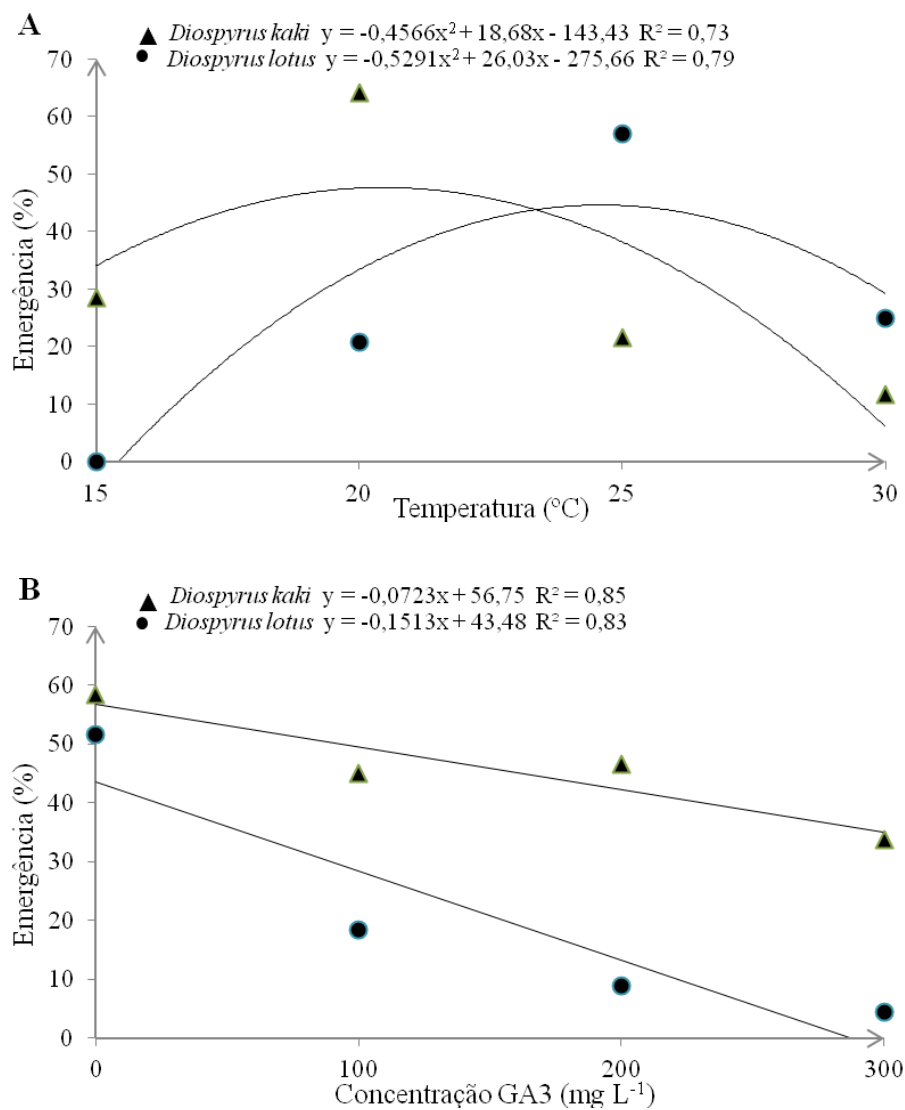 A
Diospyrus kaki y = -0,4566x² + 18,68x - 143,43 R² = 0,73
Diospyrus lotus y = -0,5291x² + 26,03x - 275,66 R² = 0,79
70
60
50
40
30
20
10
0
Emergência (%)
15 20 25 30
Temperatura (ºC)
B
Diospyrus kaki y = -0,0723x + 56,75 R² = 0,85
Diospyrus lotus y = -0,1513x + 43,48 R² = 0,83
70
60
50
40
30
20
10
0
Emergência (%)
0 100 200 300
Concentração GA3 (mg L⁻¹)